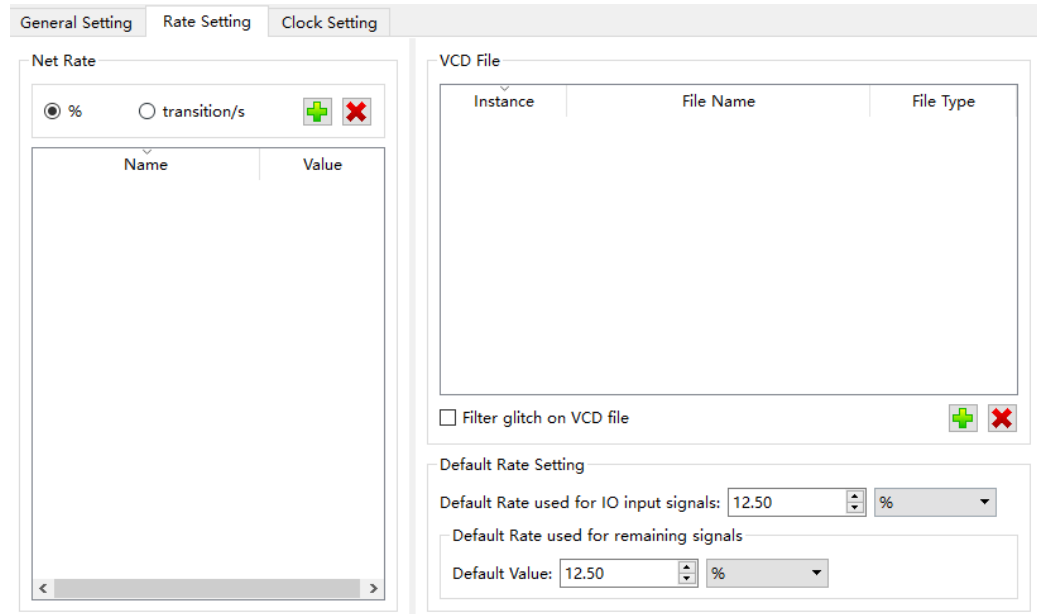 General Setting Rate Setting Clock Setting
Net Rate
% transition/s
Name Value
VCD File
Instance File Name File Type
Filter glitch on VCD file
Default Rate Setting
Default Rate used for IO input signals: 12.50 %
Default Rate used for remaining signals
Default Value: 12.50 %